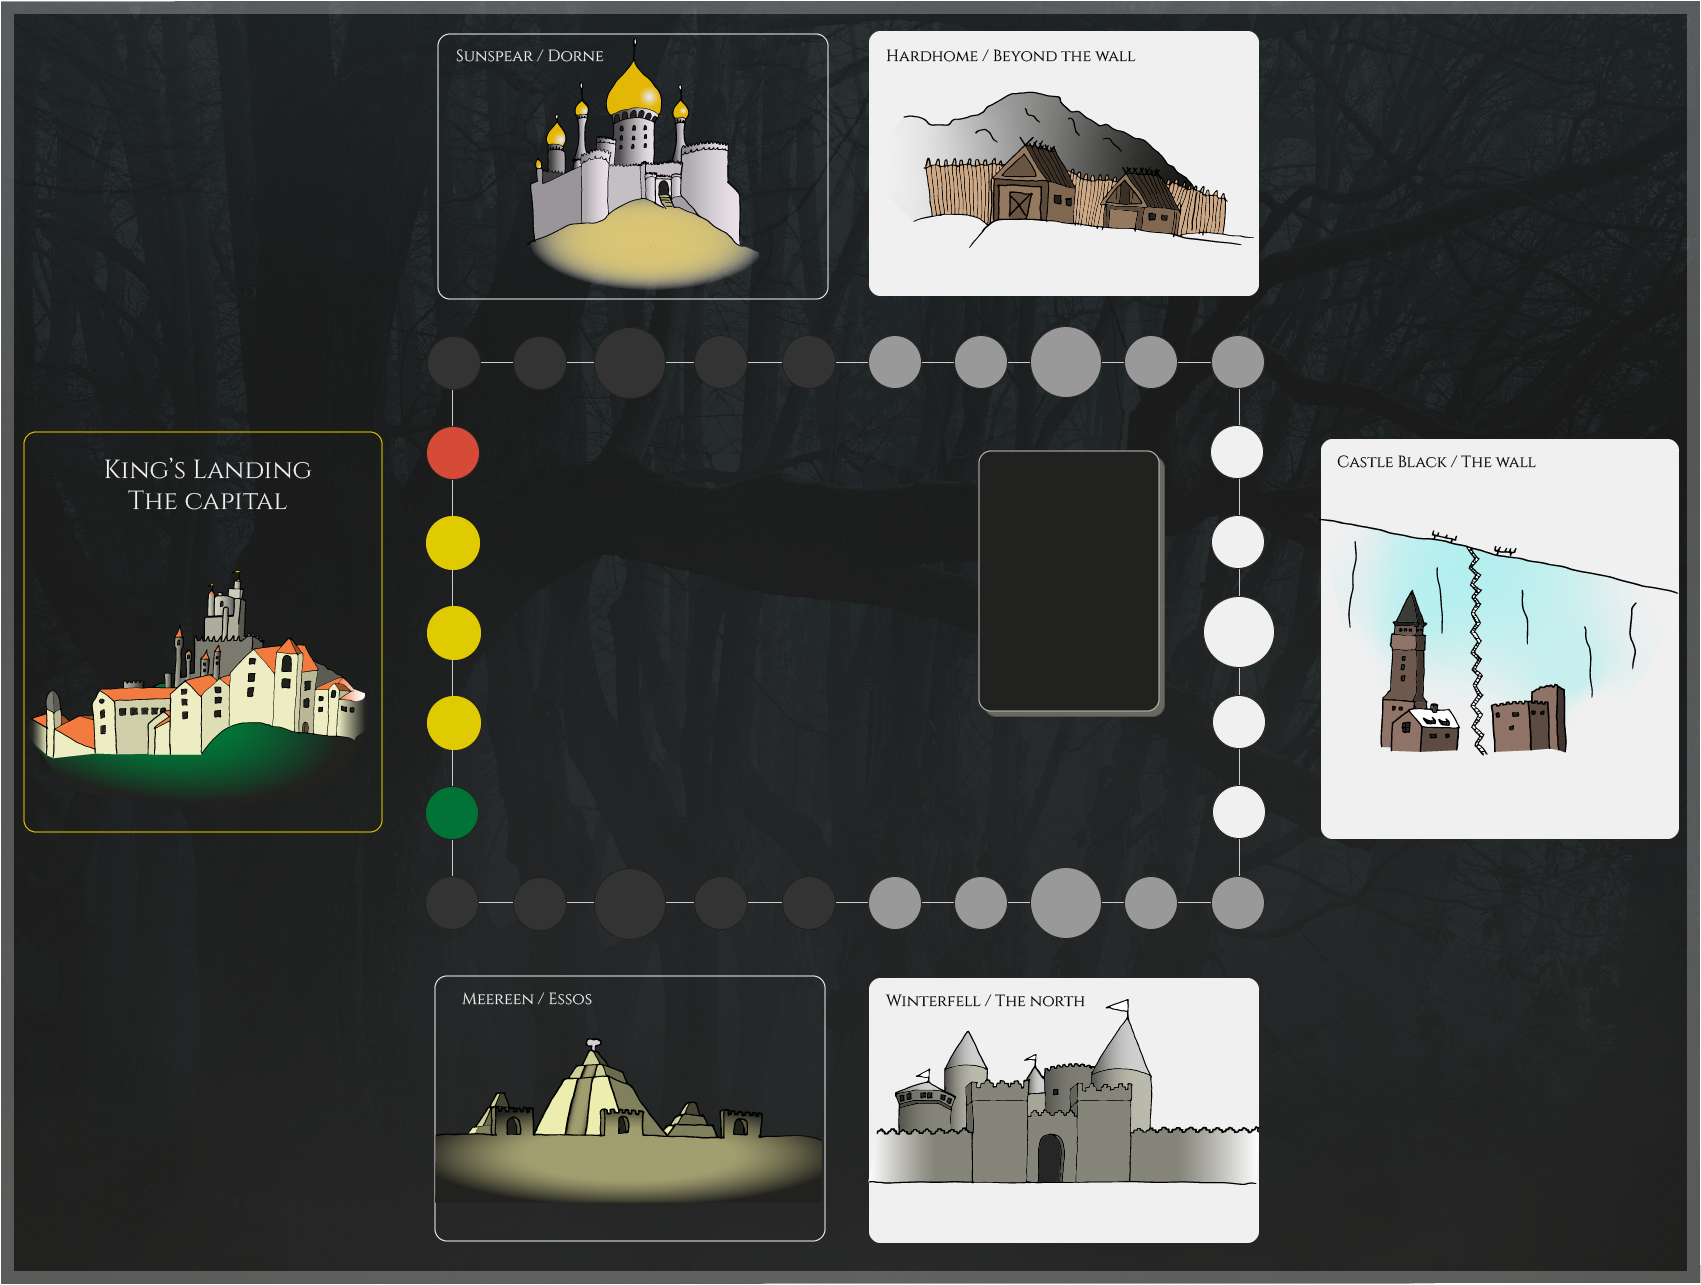 Sunspear / Dorne
Hardhome / Beyond the wall
King's Landing
The capital
Castle Black / The wall
Meereen / Essos
Winterfell / The north